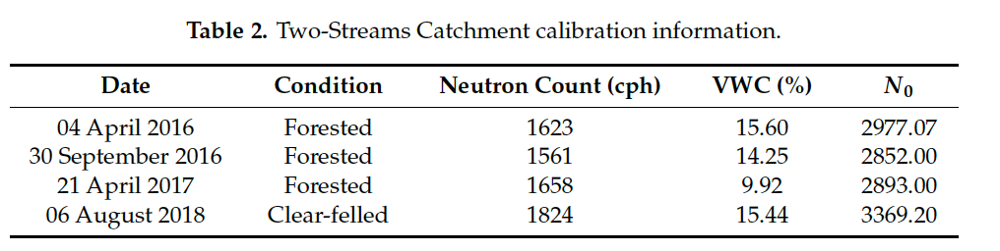 Table 2. Two-Streams Catchment calibration information.
Date Condition Neutron Count (cph) VWC (%) N0
04 April 2016 Forested 1623 15.60 2977.07
30 September 2016 Forested 1561 14.25 2852.00
21 April 2017 Forested 1658 9.92 2893.00
06 August 2018 Clear-felled 1824 15.44 3369.20